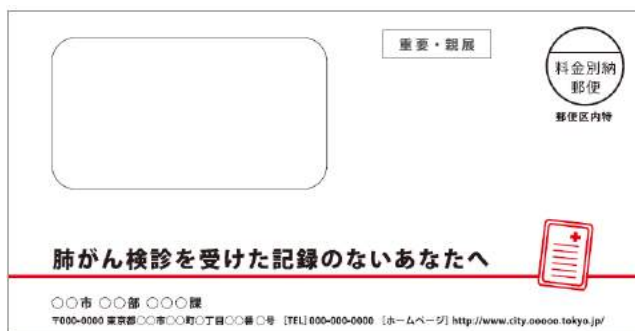 重要・親展
料金別納
郵便
郵便区内特
肺がん検診を受けた記録のないあなたへ
○○市 ○○部 ○○○課
〒000-0000 東京都○○市○○町○丁目○○番○号 [TEL] 000-000-0000 [ホームページ] http://www.city.ooooo.tokyo.jp/